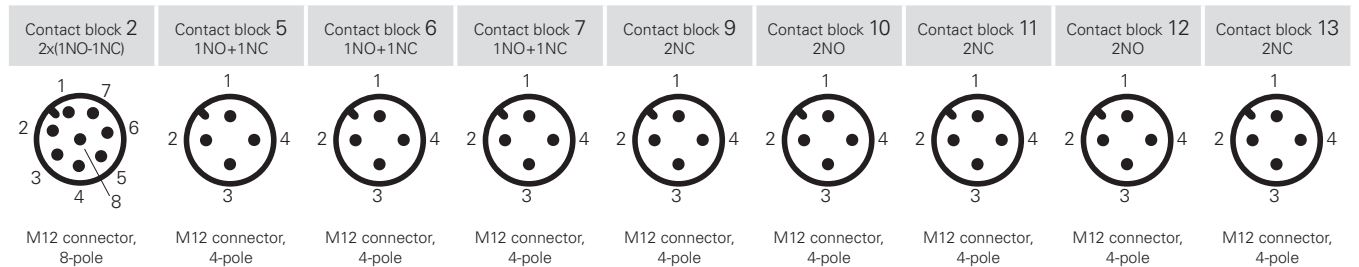 Contact block 2
2x(1NO-1NC)
Contact block 5
1NO+1NC
Contact block 6
1NO+1NC
Contact block 7
1NO+1NC
Contact block 9
2NC
Contact block 10
2NO
Contact block 11
2NC
Contact block 12
2NO
Contact block 13
2NC
1
7
2
6
3
5
4
8
1
2
4
3
1
2
4
3
1
2
4
3
1
2
4
3
1
2
4
3
1
2
4
3
1
2
4
3
1
2
4
3
M12 connector,
8-pole
M12 connector,
4-pole
M12 connector,
4-pole
M12 connector,
4-pole
M12 connector,
4-pole
M12 connector,
4-pole
M12 connector,
4-pole
M12 connector,
4-pole
M12 connector,
4-pole